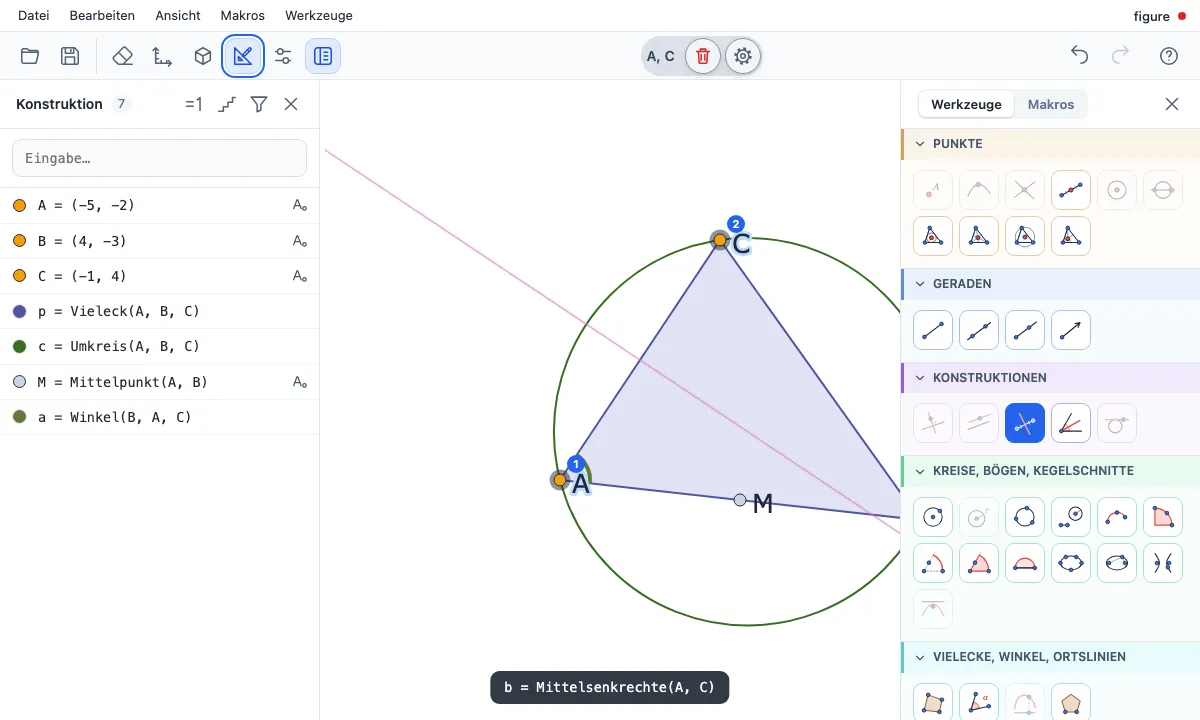 Datei Bearbeiten Ansicht Makros Werkzeuge figure
A, C
Konstruktion 7 =1
Eingabe…
A = (−5, −2)
B = (4, −3)
C = (−1, 4)
p = Vieleck(A, B, C)
c = Umkreis(A, B, C)
M = Mittelpunkt(A, B)
a = Winkel(B, A, C)
2
C
1
A
M
b = Mittelsenkrechte(A, C)
Werkzeuge Makros
PUNKTE
A
GERADEN
KONSTRUKTIONEN
KREISE, BÖGEN, KEGELSCHNITTE
r
VIELECKE, WINKEL, ORTSLINIEN
α